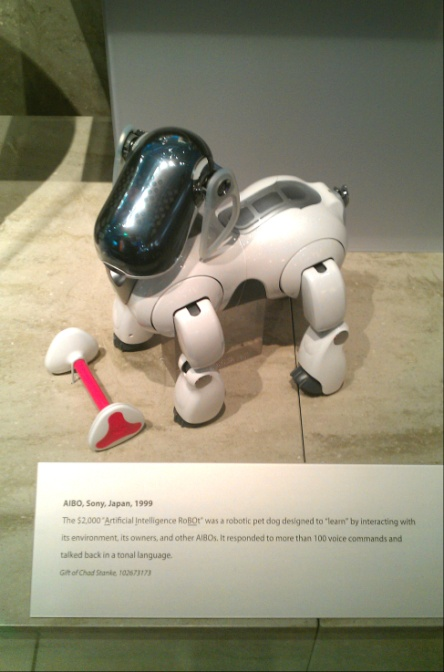 AIBO, Sony, Japan, 1999
The $2,000 "Artificial Intelligence RoBOt" was a robotic pet dog designed to "learn" by interacting with
its environment, its owners, and other AIBOs. It responded to more than 100 voice commands and
talked back in a tonal language.
Gift of Chad Stanke, 102673173